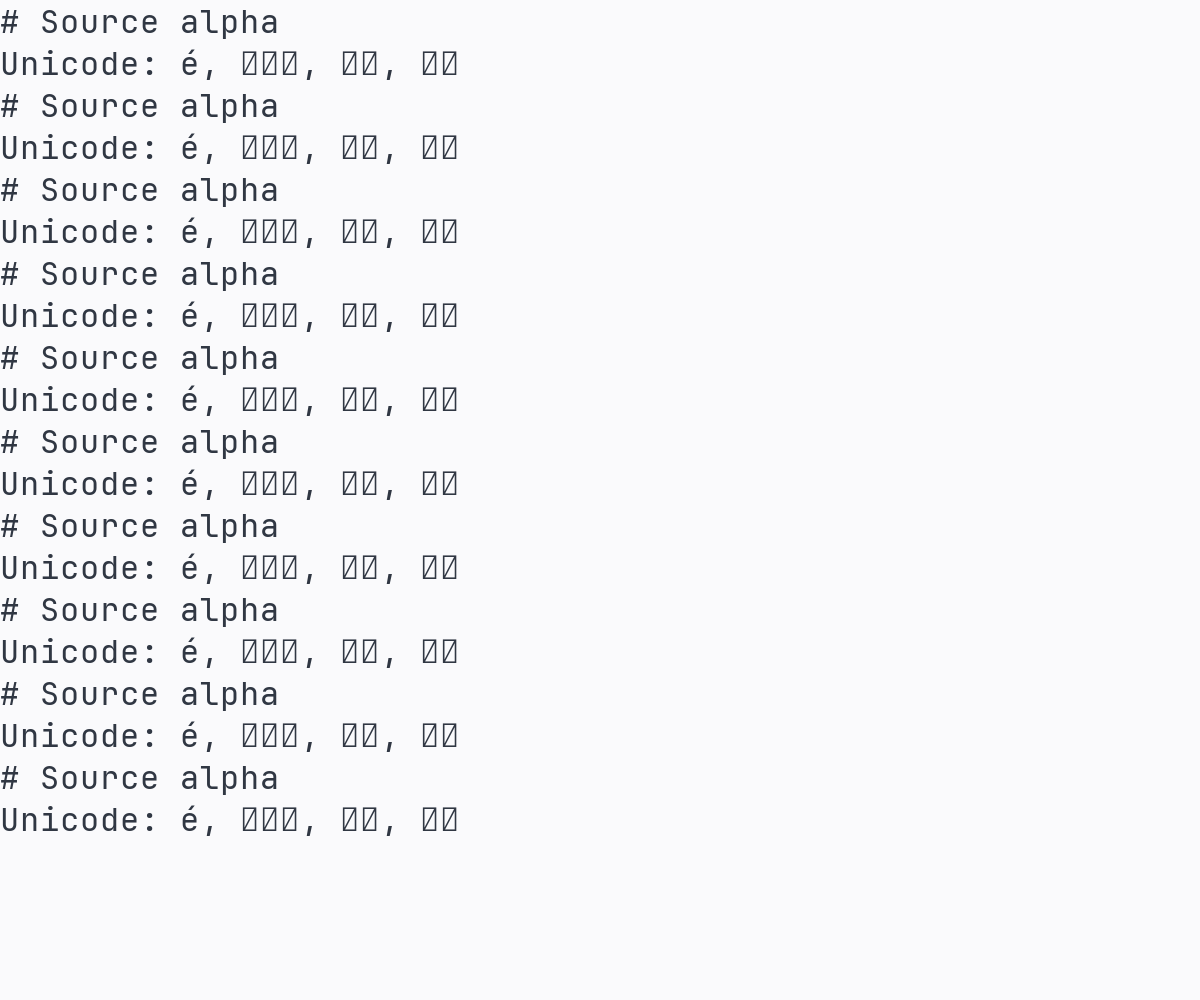 # Source alpha
Unicode: é, , ,
# Source alpha
Unicode: é, , ,
# Source alpha
Unicode: é, , ,
# Source alpha
Unicode: é, , ,
# Source alpha
Unicode: é, , ,
# Source alpha
Unicode: é, , ,
# Source alpha
Unicode: é, , ,
# Source alpha
Unicode: é, , ,
# Source alpha
Unicode: é, , ,
# Source alpha
Unicode: é, , ,